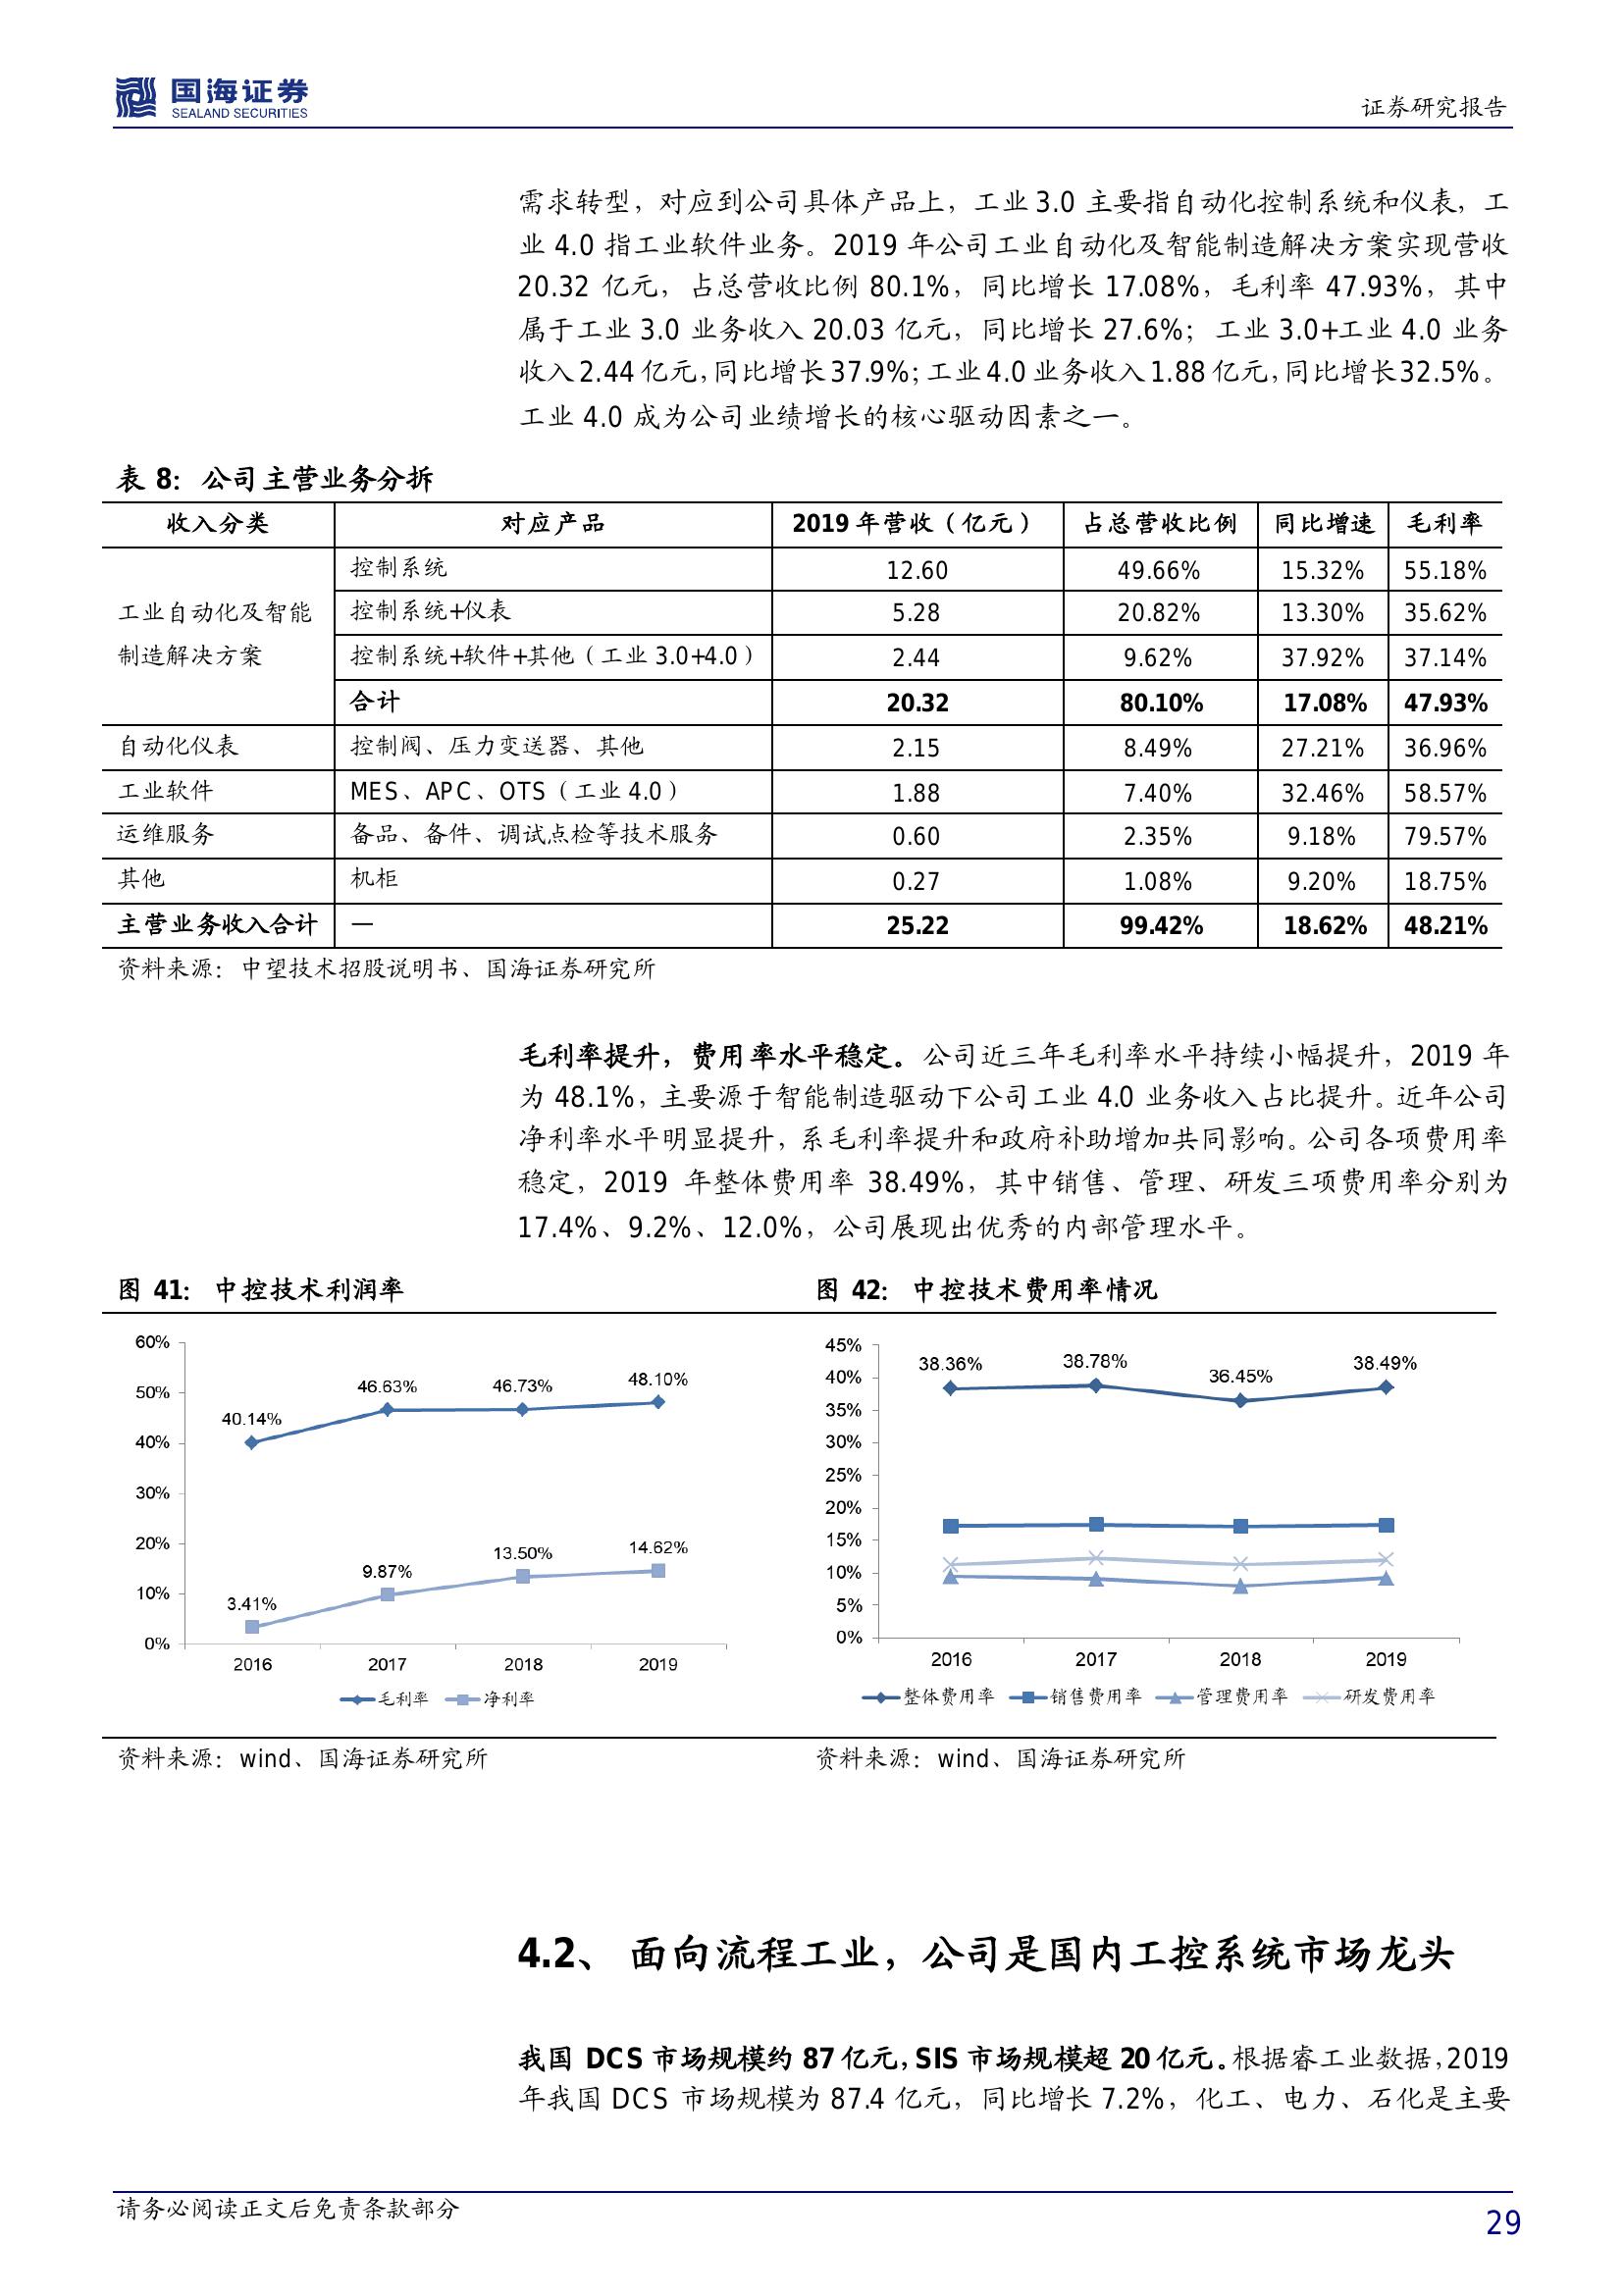 国海证券
SEALAND SECURITIES
证券研究报告
需求转型，对应到公司具体产品上，工业 3.0 主要指自动化控制系统和仪表，工
业 4.0 指工业软件业务。2019 年公司工业自动化及智能制造解决方案实现营收
20.32 亿元，占总营收比例 80.1%，同比增长 17.08%，毛利率 47.93%，其中
属于工业 3.0 业务收入 20.03 亿元，同比增长 27.6%；工业 3.0+工业 4.0 业务
收入 2.44 亿元，同比增长 37.9%；工业 4.0 业务收入 1.88 亿元，同比增长 32.5%。
工业 4.0 成为公司业绩增长的核心驱动因素之一。
表 8：公司主营业务分拆
收入分类 对应产品 2019 年营收（亿元） 占总营收比例 同比增速 毛利率
控制系统 12.60 49.66% 15.32% 55.18%
工业自动化及智能 控制系统+仪表 5.28 20.82% 13.30% 35.62%
制造解决方案 控制系统+软件+其他（工业 3.0+4.0） 2.44 9.62% 37.92% 37.14%
合计 20.32 80.10% 17.08% 47.93%
自动化仪表 控制阀、压力变送器、其他 2.15 8.49% 27.21% 36.96%
工业软件 MES、APC、OTS（工业 4.0） 1.88 7.40% 32.46% 58.57%
运维服务 备品、备件、调试点检等技术服务 0.60 2.35% 9.18% 79.57%
其他 机柜 0.27 1.08% 9.20% 18.75%
主营业务收入合计 — 25.22 99.42% 18.62% 48.21%
资料来源：中望技术招股说明书、国海证券研究所
毛利率提升，费用率水平稳定。公司近三年毛利率水平持续小幅提升，2019 年
为 48.1%，主要源于智能制造驱动下公司工业 4.0 业务收入占比提升。近年公司
净利率水平明显提升，系毛利率提升和政府补助增加共同影响。公司各项费用率
稳定，2019 年整体费用率 38.49%，其中销售、管理、研发三项费用率分别为
17.4%、9.2%、12.0%，公司展现出优秀的内部管理水平。
图 41： 中控技术利润率
60%
50%
40%
30%
20%
10%
0%
40.14% 46.63% 46.73% 48.10%
3.41% 9.87% 13.50% 14.62%
2016 2017 2018 2019
毛利率 净利率
资料来源：wind、国海证券研究所
图 42： 中控技术费用率情况
45%
40%
35%
30%
25%
20%
15%
10%
5%
0%
38.36% 38.78% 36.45% 38.49%
2016 2017 2018 2019
整体费用率 销售费用率 管理费用率 研发费用率
资料来源：wind、国海证券研究所
4.2、 面向流程工业，公司是国内工控系统市场龙头
我国 DCS 市场规模约 87 亿元，SIS 市场规模超 20 亿元。根据睿工业数据，2019
年我国 DCS 市场规模为 87.4 亿元，同比增长 7.2%，化工、电力、石化是主要
请务必阅读正文后免责条款部分
29